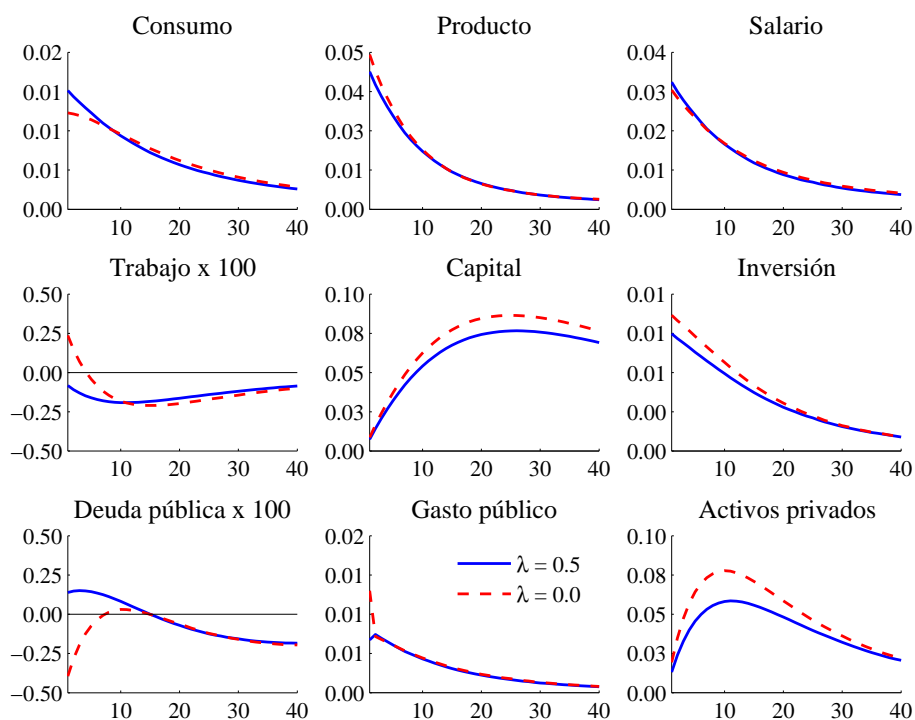 Consumo
0.02
0.01
0.01
0.01
0.00
10 20 30 40
Producto
0.05
0.04
0.03
0.01
0.00
10 20 30 40
Salario
0.04
0.03
0.02
0.01
0.00
10 20 30 40
Trabajo x 100
0.50
0.25
0.00
−0.25
−0.50
10 20 30 40
Capital
0.10
0.08
0.05
0.03
0.00
10 20 30 40
Inversión
0.01
0.01
0.01
0.00
0.00
10 20 30 40
Deuda pública x 100
0.50
0.25
0.00
−0.25
−0.50
10 20 30 40
Gasto público
0.02
0.01
0.01
0.01
0.00
λ = 0.5
λ = 0.0
10 20 30 40
Activos privados
0.10
0.08
0.05
0.03
0.00
10 20 30 40